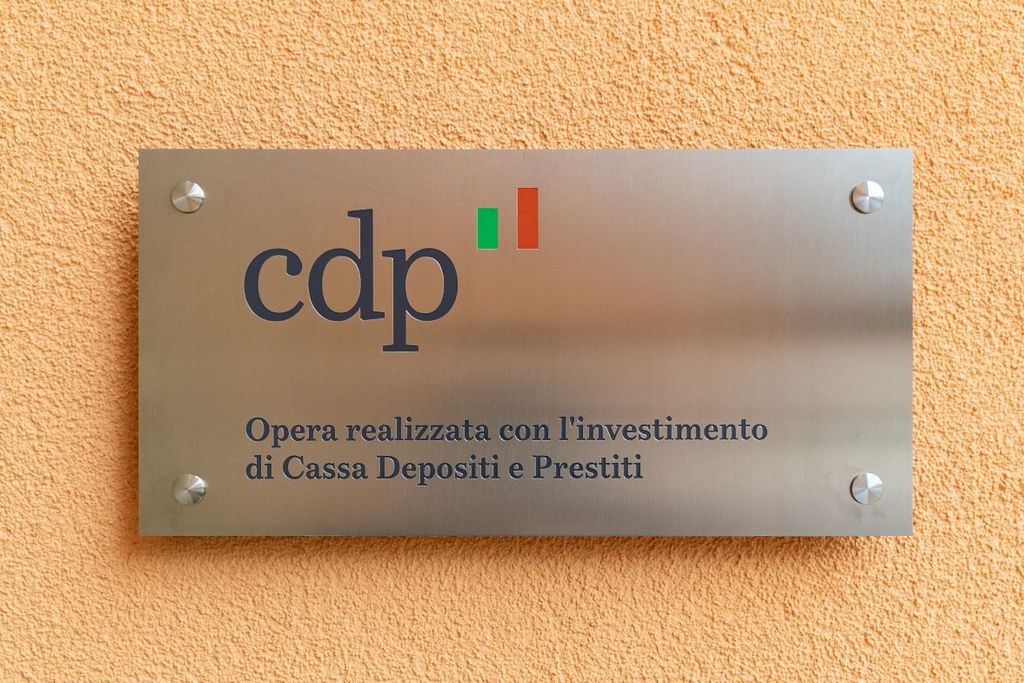 cdp
Opera realizzata con l'investimento
di Cassa Depositi e Prestiti